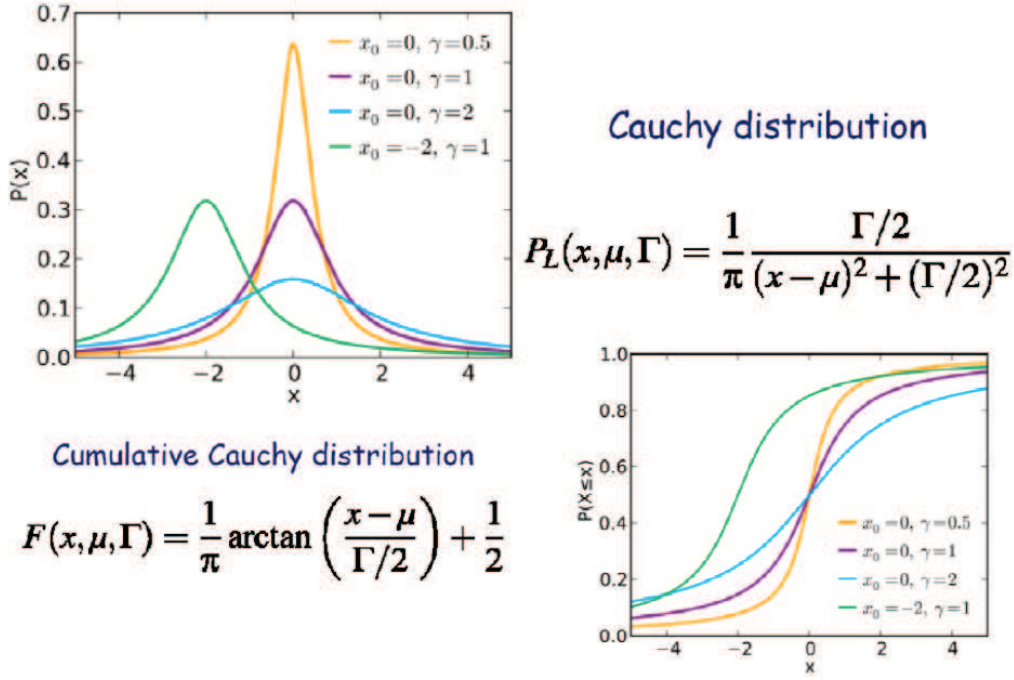 0.7
0.6
0.5
0.4
0.3
0.2
0.1
0.0
P(x)
−4 −2 0 2 4
x
x₀ =0, γ=0.5
x₀ =0, γ=1
x₀ =0, γ=2
x₀ =−2, γ=1
Cauchy distribution
P_L(x,μ,Γ) = 1/π Γ/2 / ((x−μ)² + (Γ/2)²)
Cumulative Cauchy distribution
F(x,μ,Γ) = 1/π arctan ((x−μ)/(Γ/2)) + 1/2
1.0
0.8
0.6
0.4
0.2
0.0
P(X≤x)
−4 −2 0 2 4
x
x₀ =0, γ=0.5
x₀ =0, γ=1
x₀ =0, γ=2
x₀ =−2, γ=1